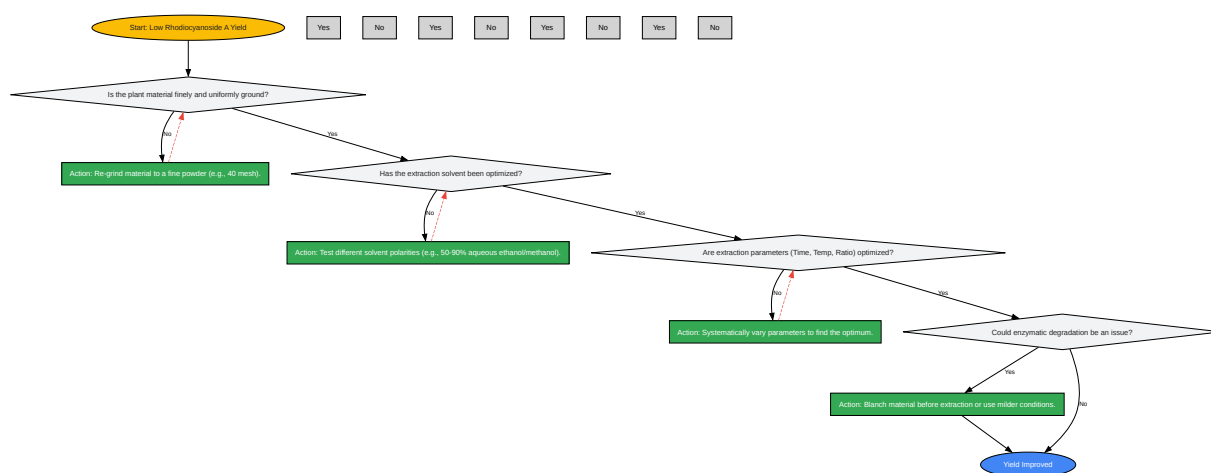 Start: Low Rhodiocyanoside A Yield
Yes
No
Yes
No
Yes
No
Yes
No
Is the plant material finely and uniformly ground?
No
Yes
Action: Re-grind material to a fine powder (e.g., 40 mesh).
Has the extraction solvent been optimized?
No
Yes
Action: Test different solvent polarities (e.g., 50-90% aqueous ethanol/methanol).
Are extraction parameters (Time, Temp, Ratio) optimized?
No
Yes
Action: Systematically vary parameters to find the optimum.
Could enzymatic degradation be an issue?
Yes
Action: Blanch material before extraction or use milder conditions.
No
Yield Improved